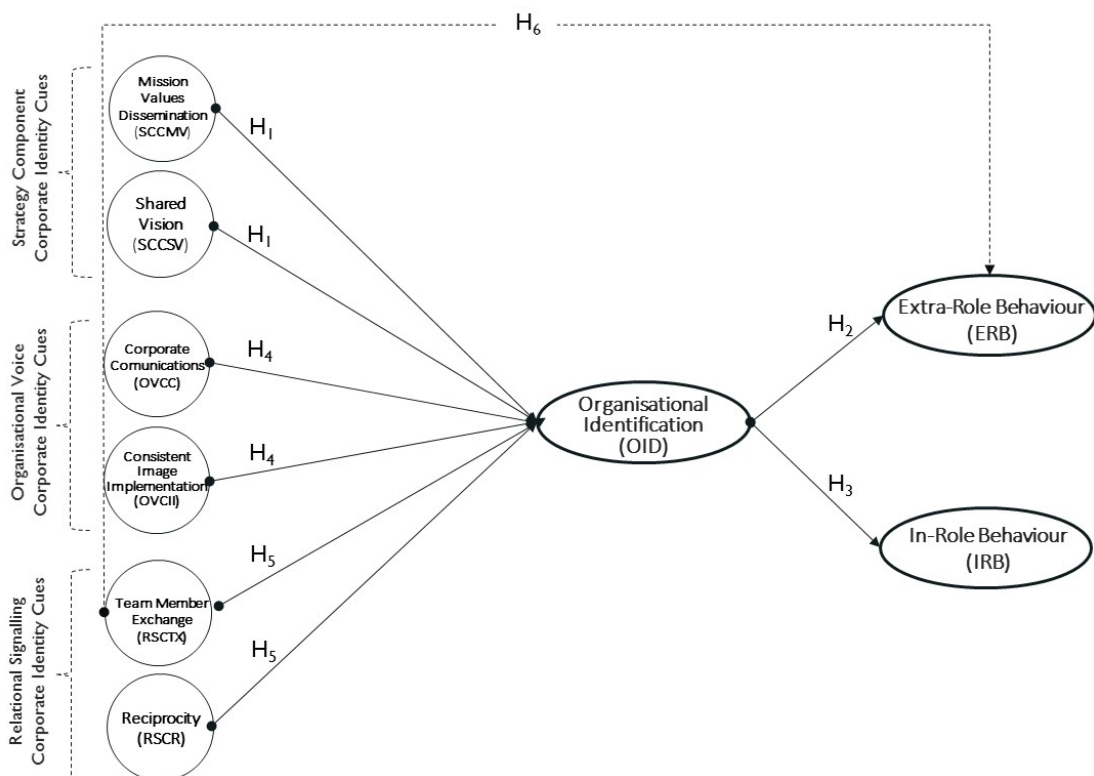 H6
Strategy Component
Corporate Identity Cues
Mission
Values
Dissemination
(SCCMV)
H1
Shared
Vision
(SCCSV)
H1
Organisational Voice
Corporate Identity Cues
Corporate
Comunications
(OVCC)
H4
Consistent
Image
Implementation
(OVCII)
H4
Relational Signalling
Corporate Identity Cues
Team Member
Exchange
(RSCTX)
H5
Reciprocity
(RSCR)
H5
Organisational
Identification
(OID)
H2
Extra-Role Behaviour
(ERB)
H3
In-Role Behaviour
(IRB)